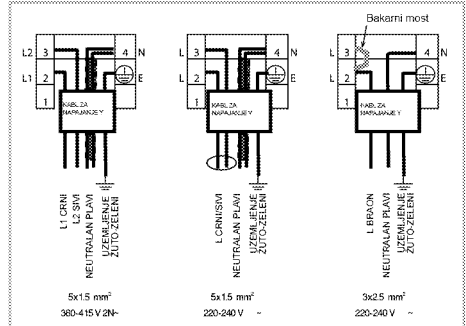 Bakarni most
L2 3 4 N
L1 2 E
1
KABL ZA
NAPAJANJE Y
L1 CRNI
L2 SIVI
NEUTRALAN PLAVI
UZEMLJENJE
ŽUTO-ZELENI
5x1.5 mm²
380-415 V 2N~
3 4 N
L 2 E
1
KABL ZA
NAPAJANJE Y
L CRNI/SIVI
NEUTRALAN PLAVI
UZEMLJENJE
ŽUTO-ZELENI
5x1.5 mm²
220-240 V ~
L 3 4 N
L 2 E
1
KABL ZA
NAPAJANJE Y
L BRAON
NEUTRALAN PLAVI
UZEMLJENJE
ŽUTO-ZELENI
3x2.5 mm²
220-240 V ~